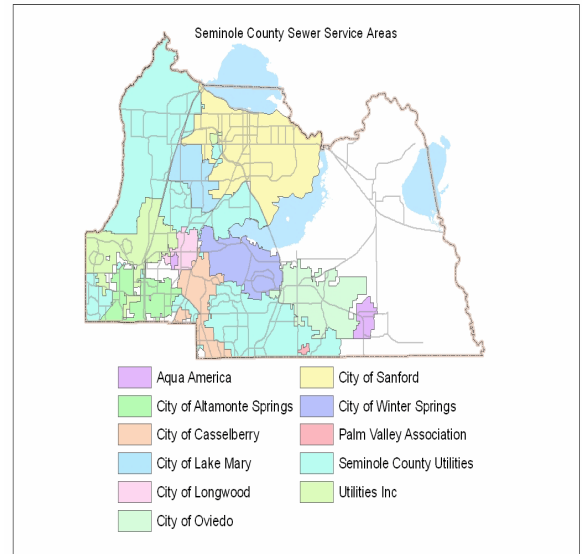 Seminole County Sewer Service Areas
Aqua America
City of Altamonte Springs
City of Casselberry
City of Lake Mary
City of Longwood
City of Oviedo
City of Sanford
City of Winter Springs
Palm Valley Association
Seminole County Utilities
Utilities Inc